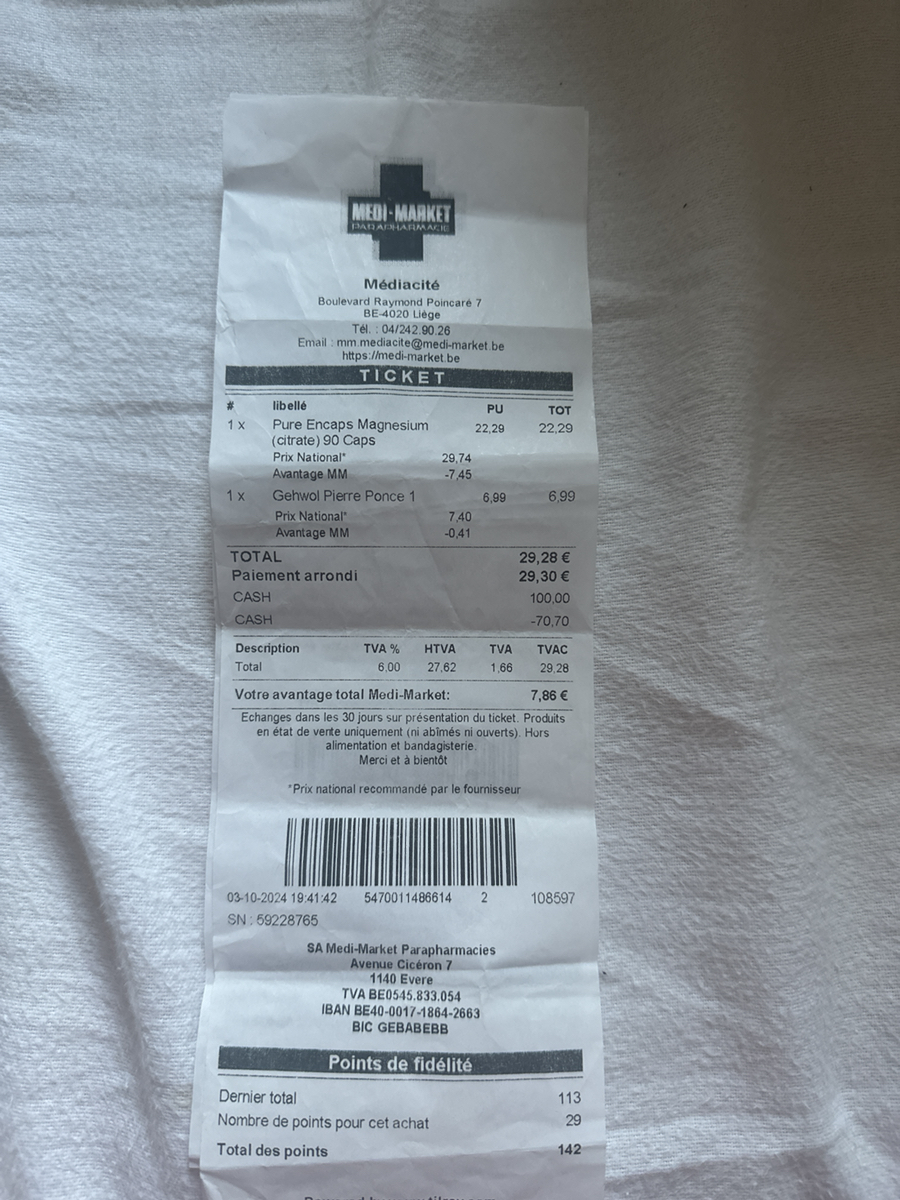 MEDI-MARKET
PARAPHARMACIE
Médiacité
Boulevard Raymond Poincaré 7
BE-4020 Liège
Tél. : 04/242.90.26
Email : mm.mediacite@medi-market.be
https://medi-market.be
TICKET
# libellé PU TOT
1 x Pure Encaps Magnesium 22,29 22,29
(citrate) 90 Caps
Prix National* 29,74
Avantage MM -7,45
1 x Gehwol Pierre Ponce 1 6,99 6,99
Prix National* 7,40
Avantage MM -0,41
TOTAL 29,28 €
Paiement arrondi 29,30 €
CASH 100,00
CASH -70,70
Description TVA % HTVA TVA TVAC
Total 6,00 27,62 1,66 29,28
Votre avantage total Medi-Market: 7,86 €
Echanges dans les 30 jours sur présentation du ticket. Produits
en état de vente uniquement (ni abîmés ni ouverts). Hors
alimentation et bandagisterie.
Merci et à bientôt
*Prix national recommandé par le fournisseur
03-10-2024 19:41:42 5470011486614 2 108597
SN : 59228765
SA Medi-Market Parapharmacies
Avenue Cicéron 7
1140 Evere
TVA BE0545.833.054
IBAN BE40-0017-1864-2663
BIC GEBABEBB
Points de fidélité
Dernier total 113
Nombre de points pour cet achat 29
Total des points 142